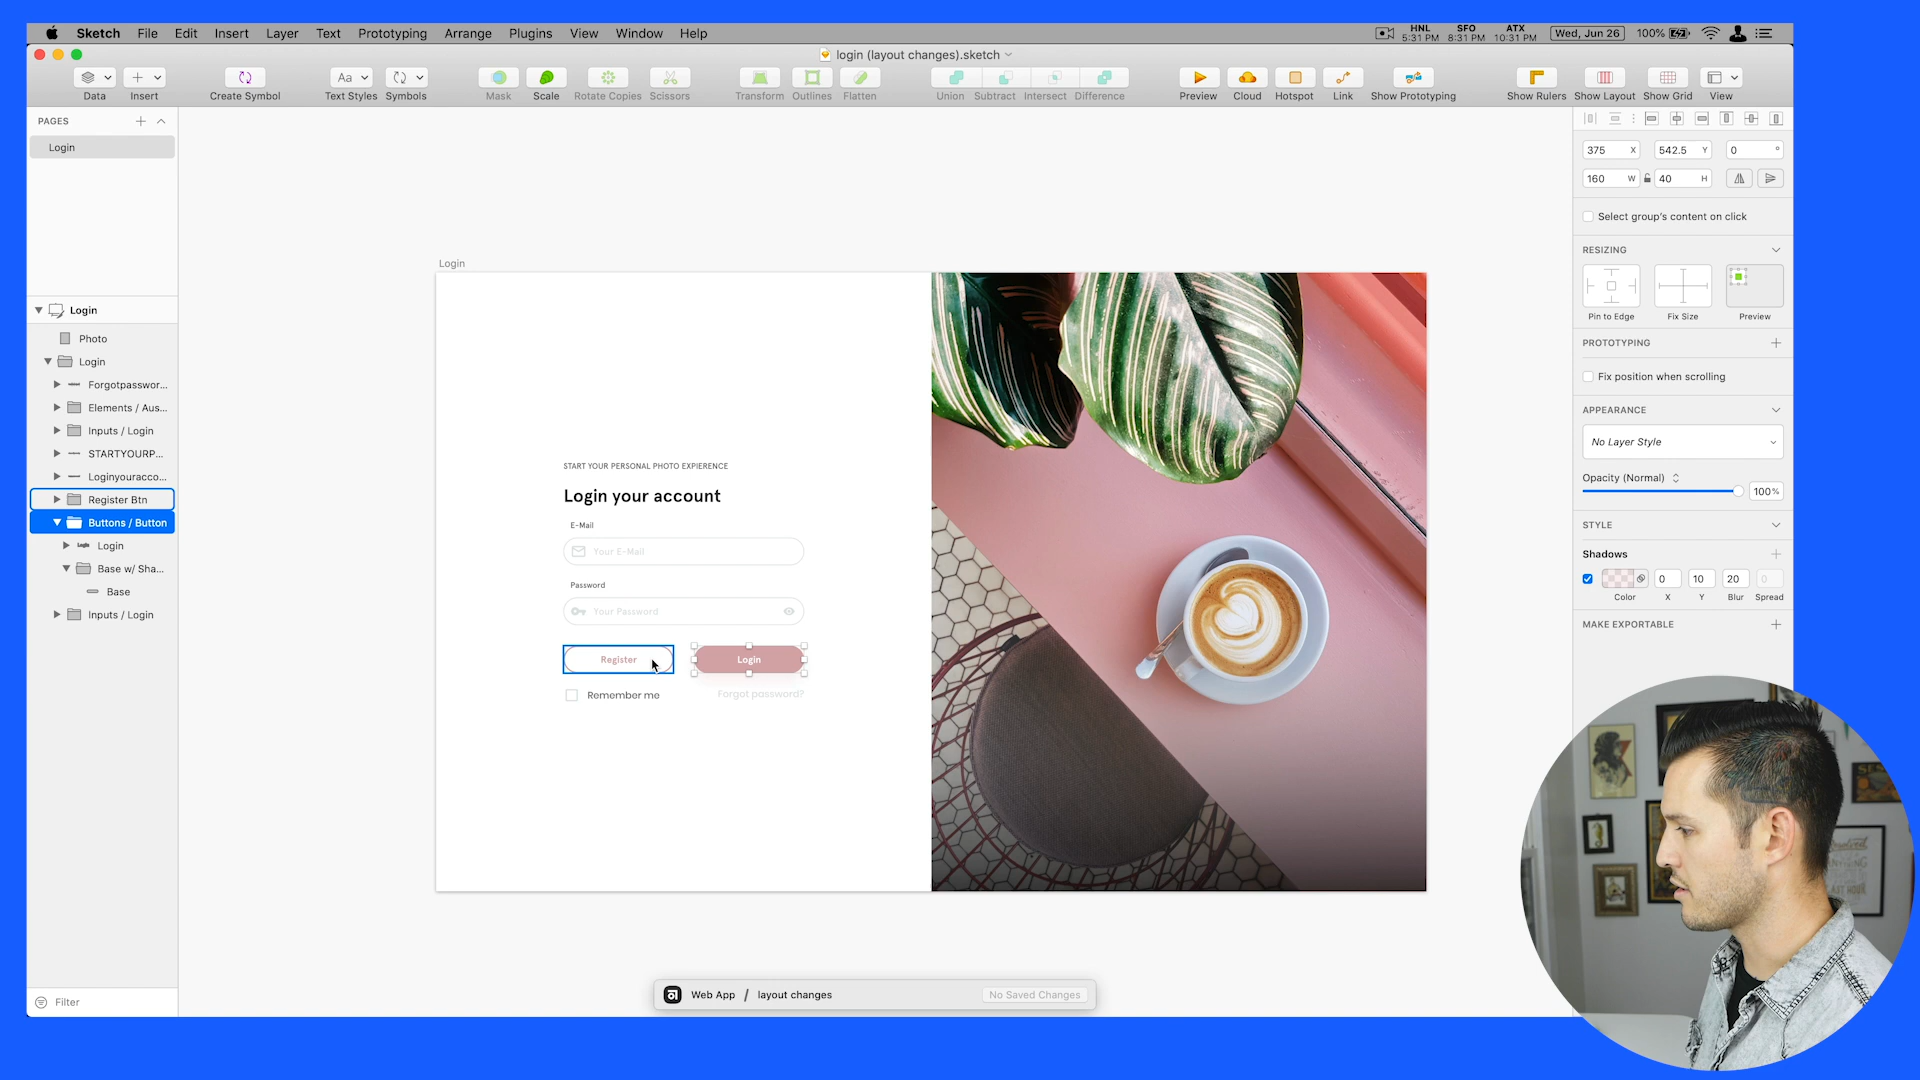 Sketch File Edit Insert Layer Text Prototyping Arrange Plugins View Window Help
HNL 5:31 PM SFO 8:31 PM ATX 10:31 PM Wed, Jun 26 100%
login (layout changes).sketch
Data Insert Create Symbol Text Styles Symbols Mask Scale Rotate Copies Scissors Transform Outlines Flatten Union Subtract Intersect Difference Preview Cloud Hotspot Link Show Prototyping Show Rulers Show Layout Show Grid View
PAGES
Login
Login
Photo
Login
Forgotpasswor...
Elements / Aus...
Inputs / Login
STARTYOURP...
Loginyouracco...
Register Btn
Buttons / Button
Login
Base w/ Sha...
Base
Inputs / Login
Filter
Login
START YOUR PERSONAL PHOTO EXPIERENCE
Login your account
E-Mail
Your E-Mail
Password
Your Password
Register Login
Remember me Forgot password?
Web App / layout changes No Saved Changes
375 X 542.5 Y 0 °
160 W 40 H
Select group's content on click
RESIZING
Pin to Edge Fix Size Preview
PROTOTYPING
Fix position when scrolling
APPEARANCE
No Layer Style
Opacity (Normal)
100%
STYLE
Shadows
0 10 20 0
Color X Y Blur Spread
MAKE EXPORTABLE